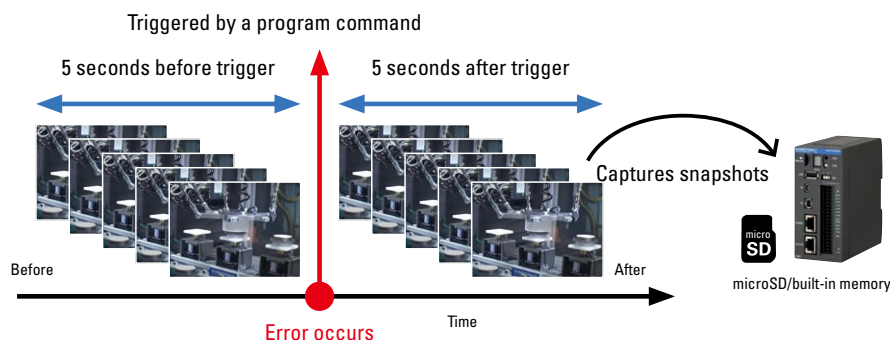 Triggered by a program command
5 seconds before trigger
5 seconds after trigger
Captures snapshots
micro
SD
Before
After
microSD/built-in memory
Error occurs
Time